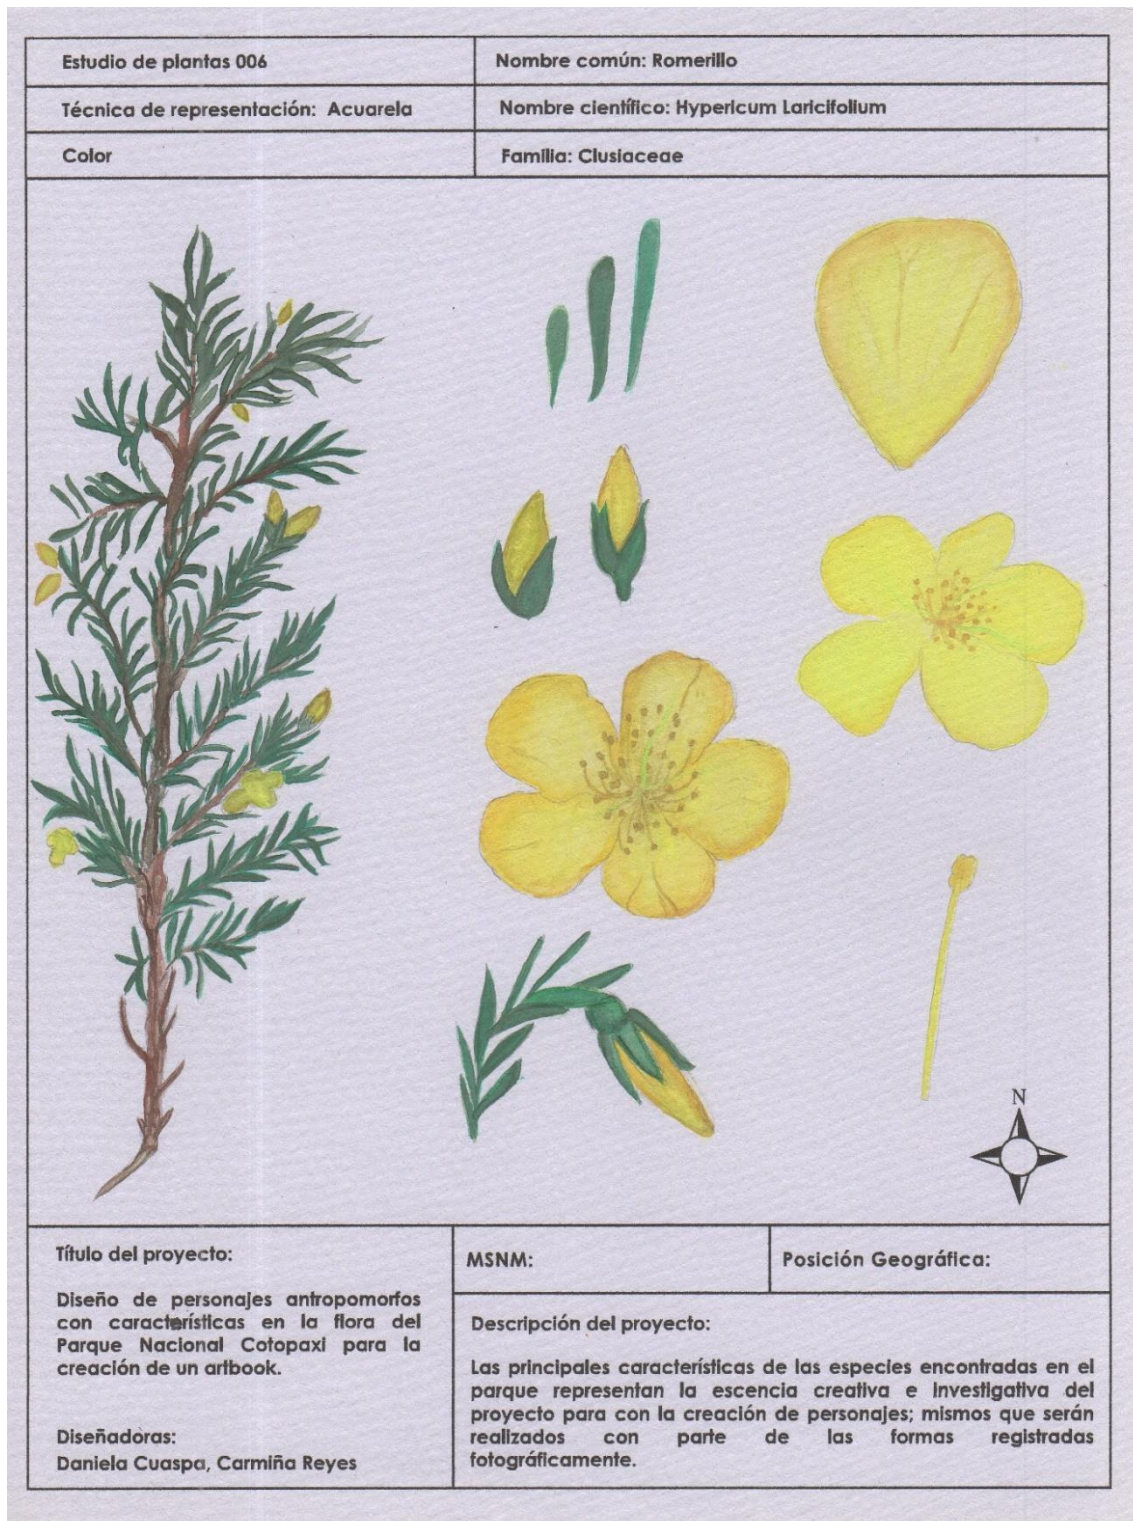 Estudio de plantas 006
Nombre común: Romerillo
Técnica de representación: Acuarela
Nombre científico: Hypericum Laricifolium
Color
Familia: Clusiaceae
N
Título del proyecto:
Diseño de personajes antropomorfos
con características en la flora del
Parque Nacional Cotopaxi para la
creación de un artbook.
Diseñadoras:
Daniela Cuaspa, Carmiña Reyes
MSNM:
Posición Geográfica:
Descripción del proyecto:
Las principales características de las especies encontradas en el
parque representan la escencia creativa e investigativa del
proyecto para con la creación de personajes; mismos que serán
realizados con parte de las formas registradas
fotográficamente.